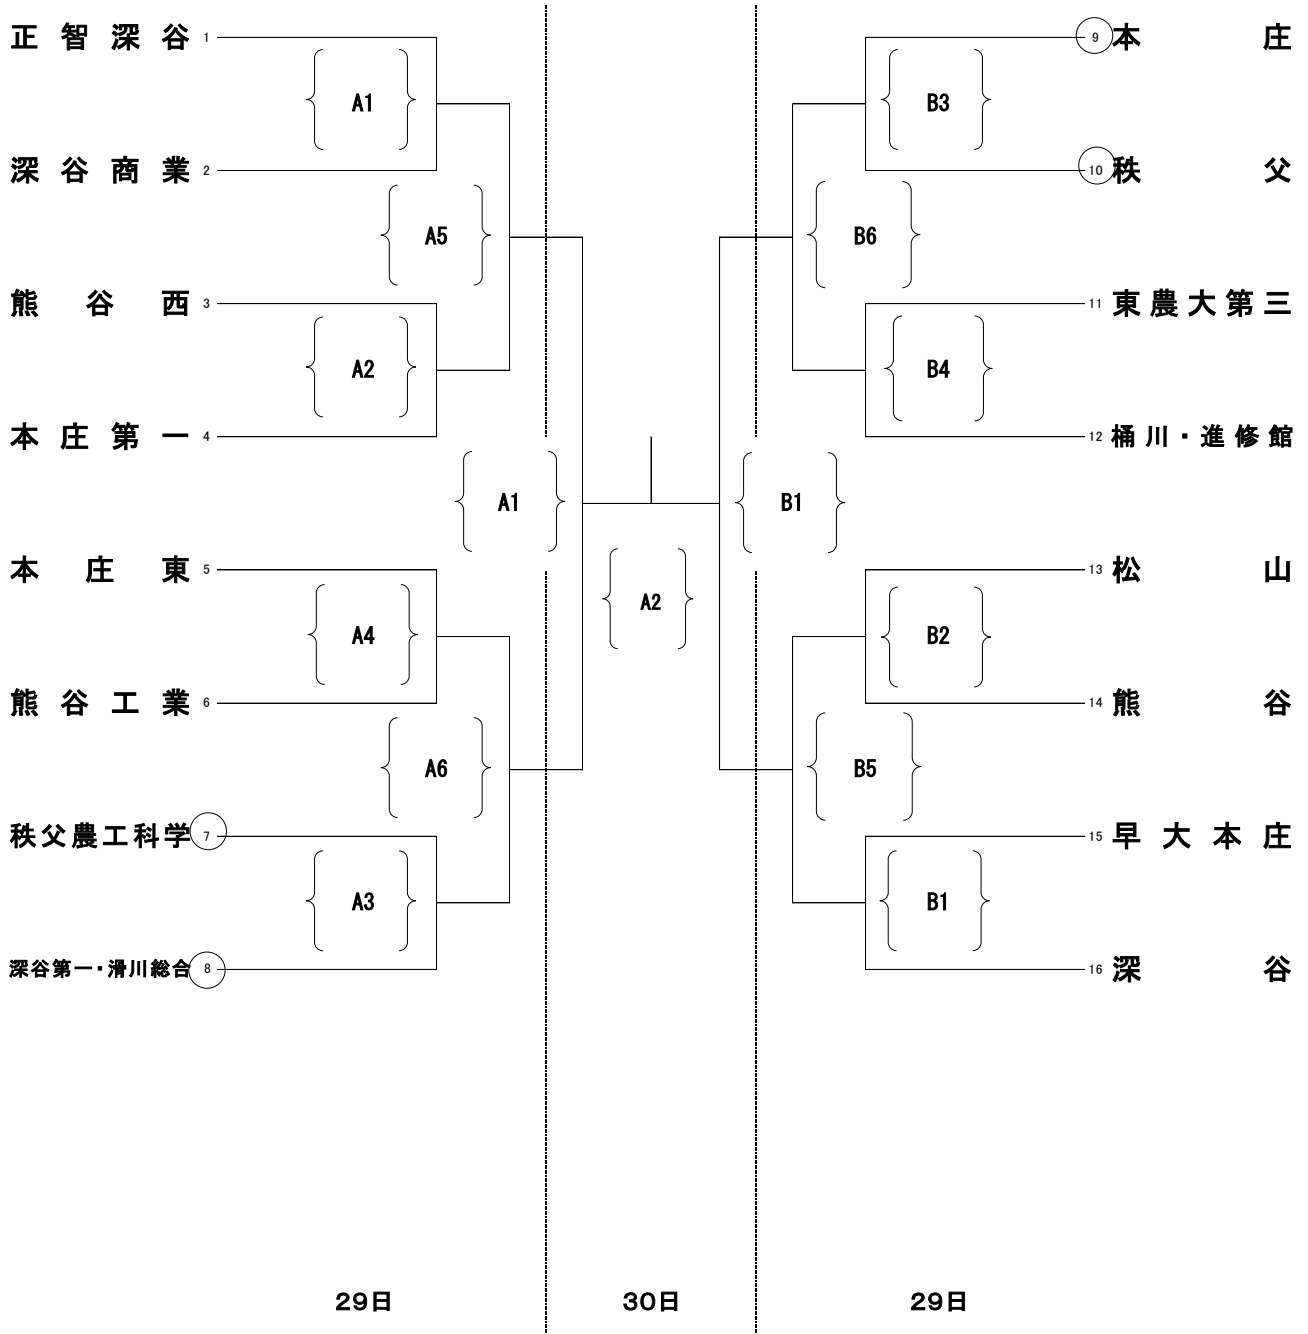 正智深谷 1
A1
深谷商業 2
A5
熊谷西 3
A2
本庄第一 4
A1
本庄東 5
A4
熊谷工業 6
A6
秩父農工科学 7
A3
深谷第一・滑川総合 8
A2
9 本庄
B3
10 秩父
B6
11 東農大第三
B4
12 桶川・進修館
B1
13 松山
B2
14 熊谷
B5
15 早大本庄
B1
16 深谷
29日
30日
29日